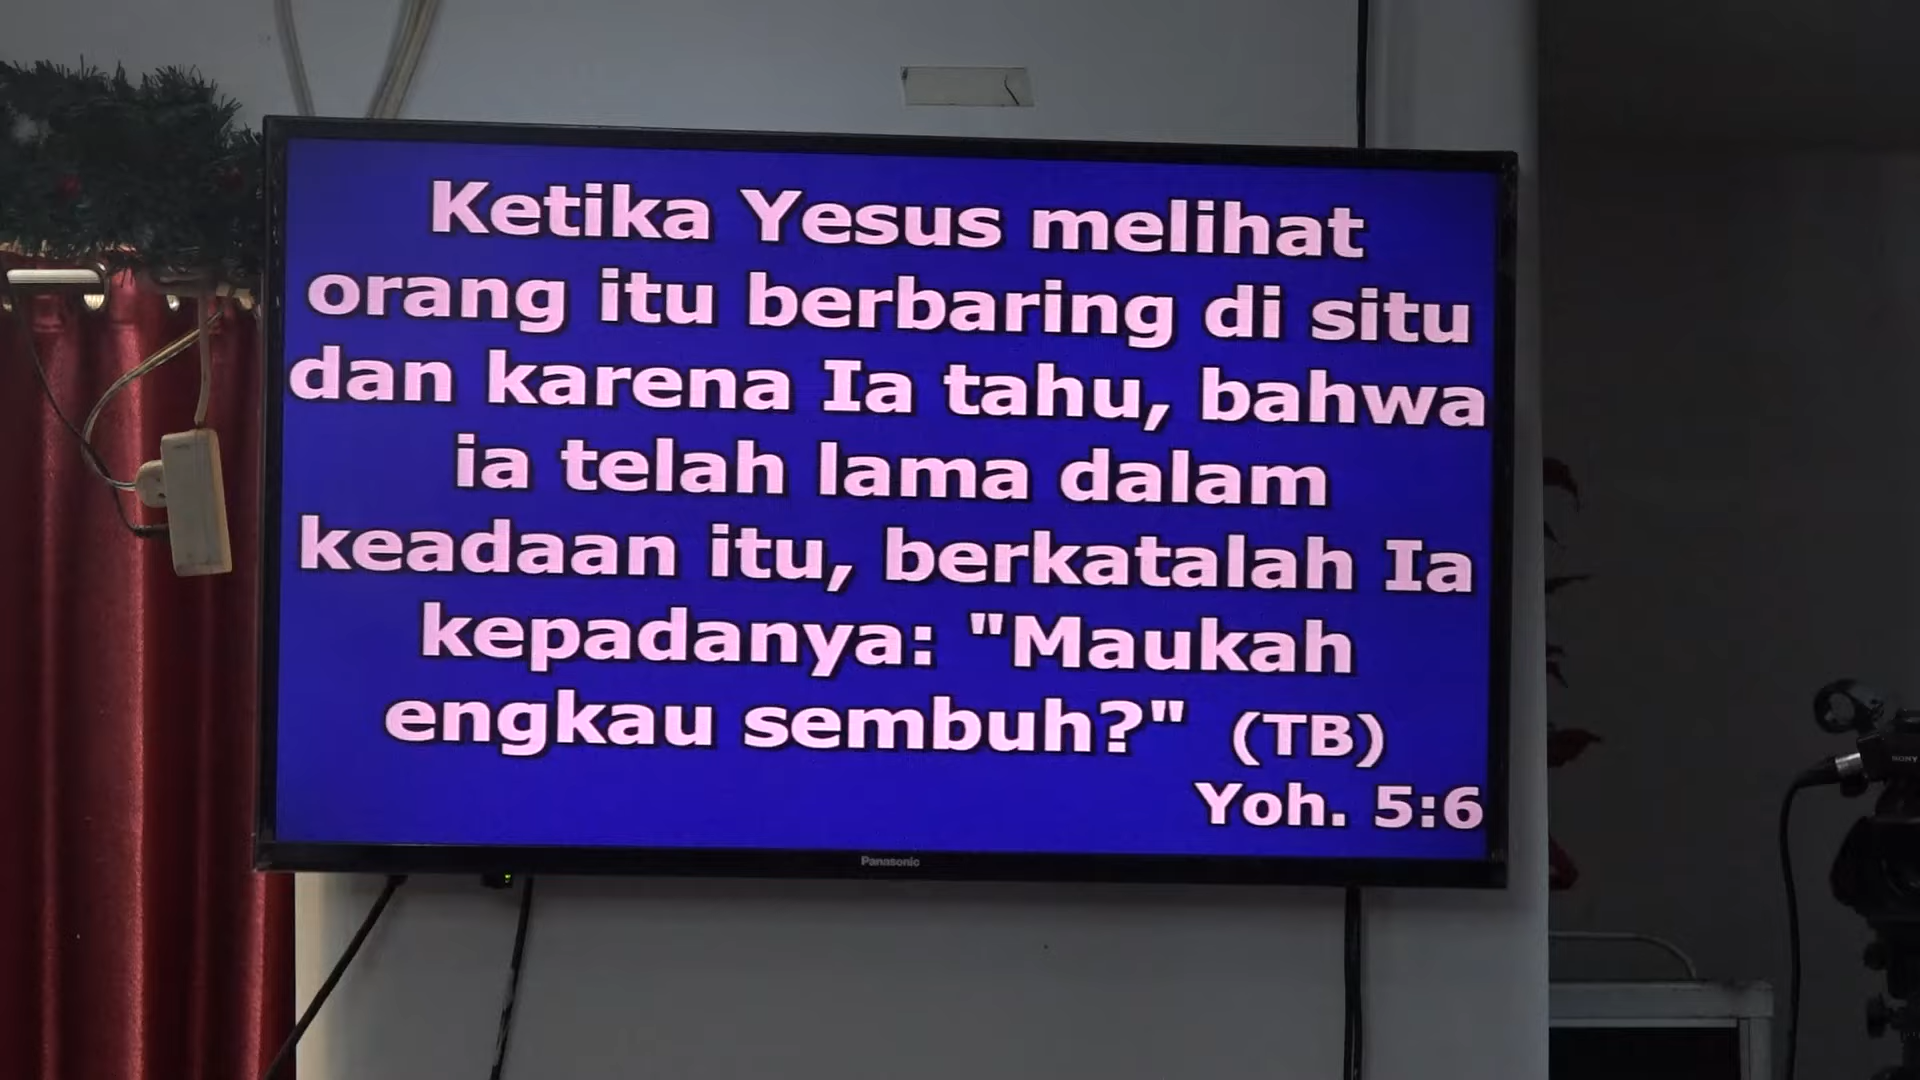 Ketika Yesus melihat
orang itu berbaring di situ
dan karena Ia tahu, bahwa
ia telah lama dalam
keadaan itu, berkatalah Ia
kepadanya: "Maukah
engkau sembuh?" (TB)
Yoh. 5:6
Panasonic
SONY